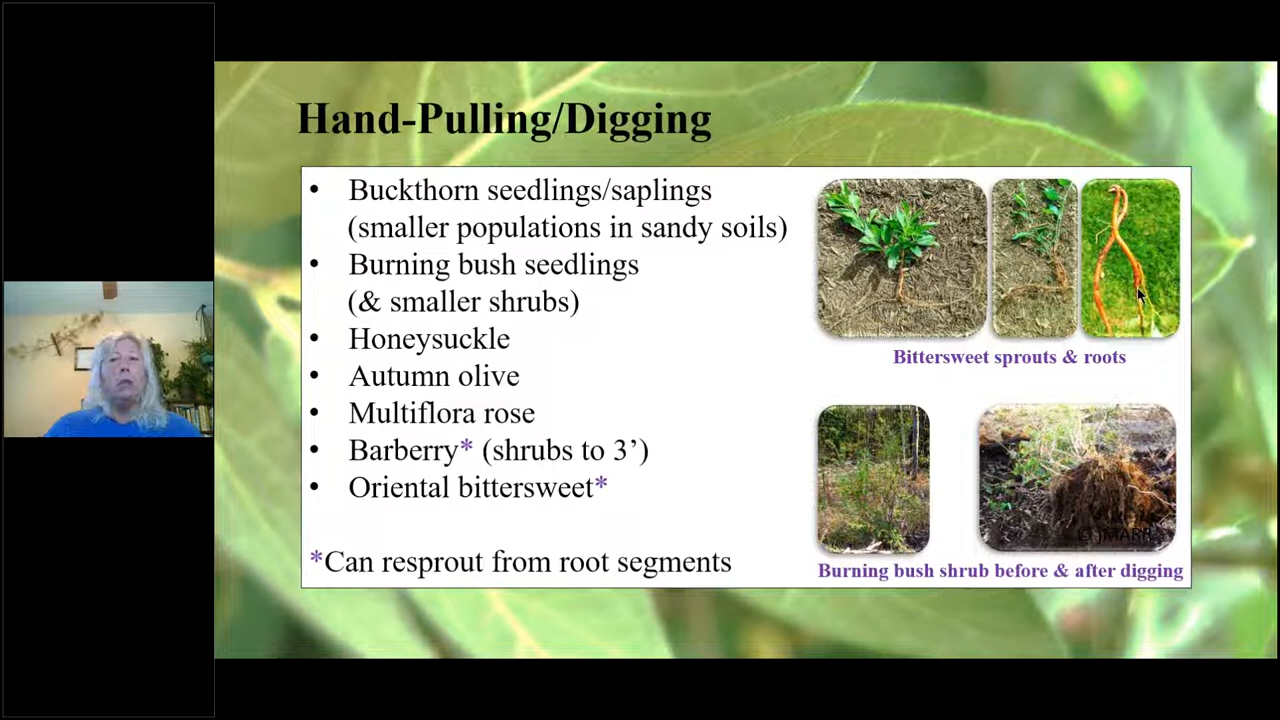 Hand-Pulling/Digging
• Buckthorn seedlings/saplings
(smaller populations in sandy soils)
• Burning bush seedlings
(& smaller shrubs)
• Honeysuckle
• Autumn olive
• Multiflora rose
• Barberry* (shrubs to 3’)
• Oriental bittersweet*
*Can resprout from root segments
Bittersweet sprouts & roots
© JMARR
Burning bush shrub before & after digging